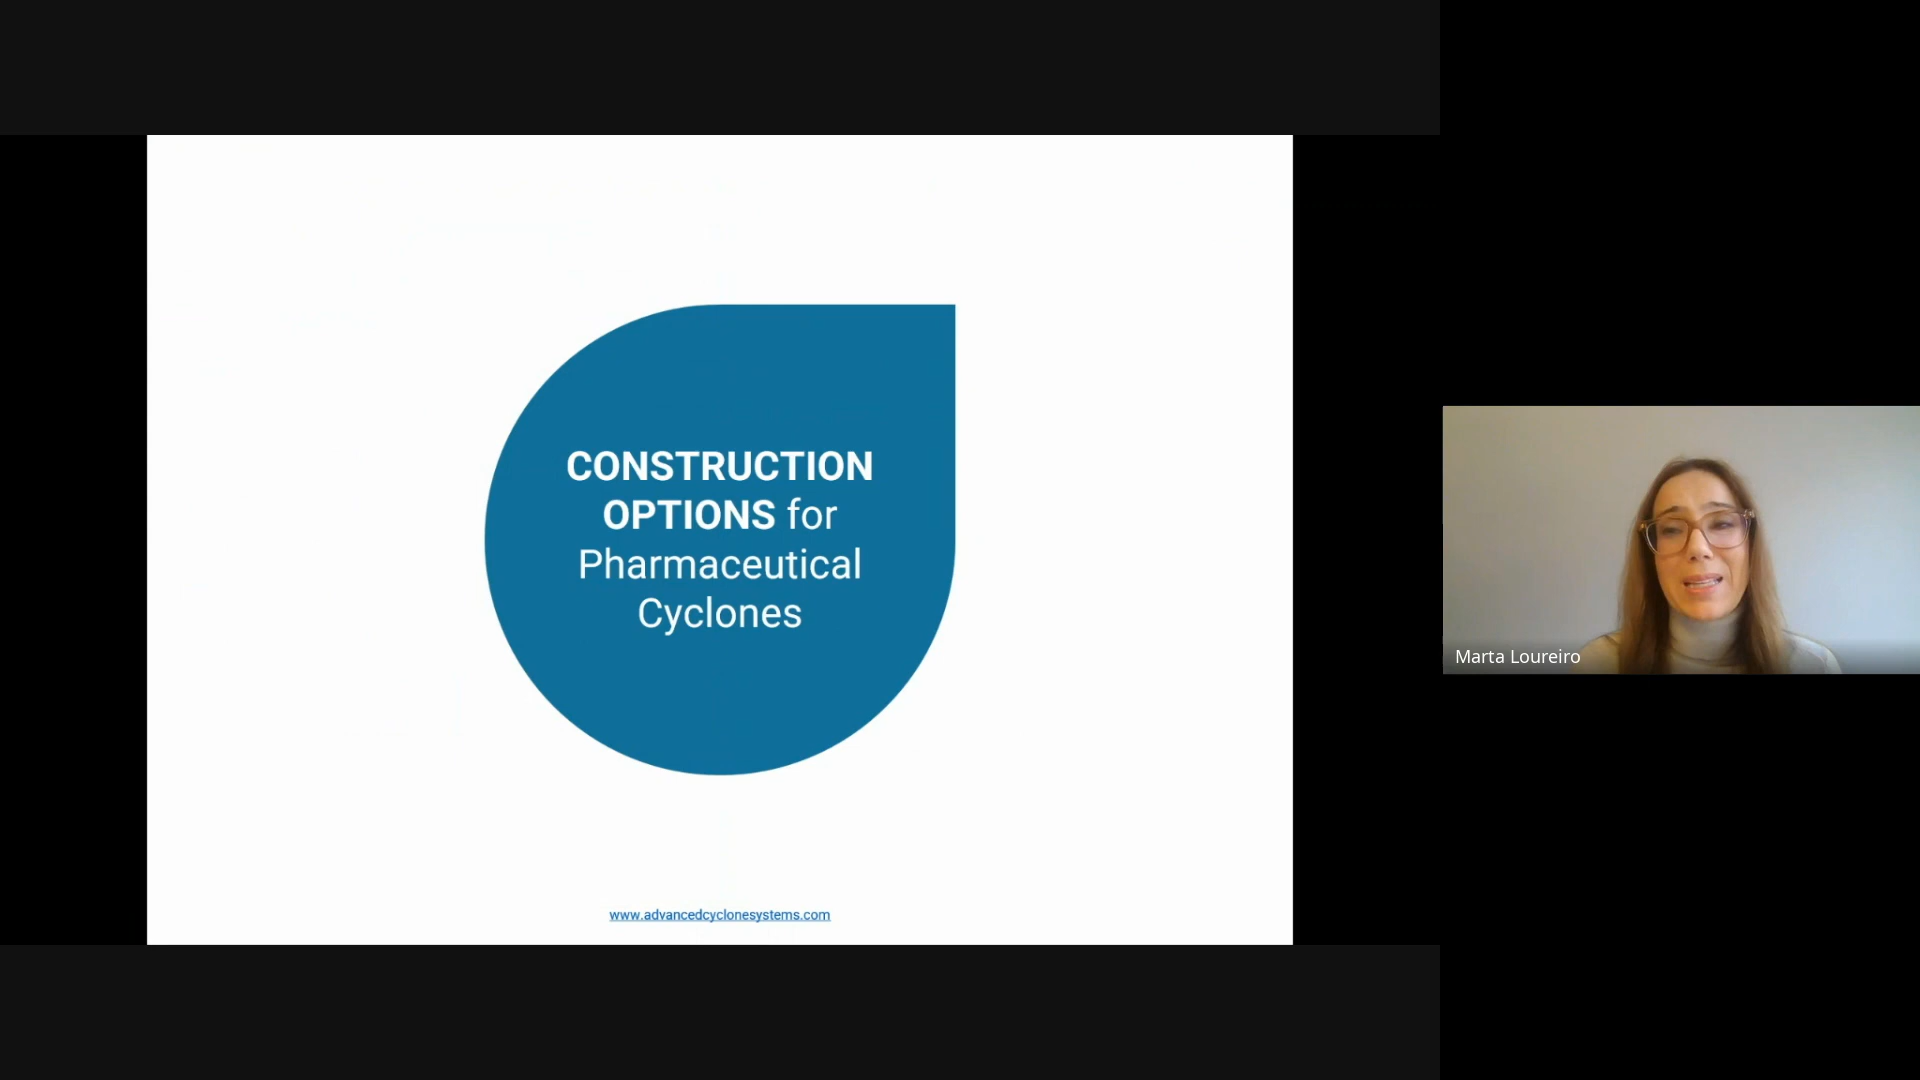 CONSTRUCTION
OPTIONS for
Pharmaceutical
Cyclones
www.advancedcyclonesystems.com
Marta Loureiro